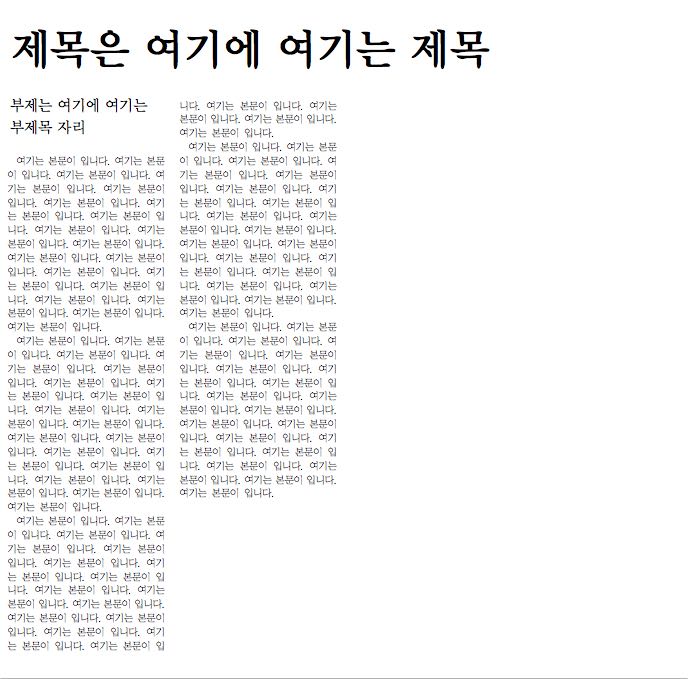 제목은 여기에 여기는 제목
부제는 여기에 여기는
부제목 자리
여기는 본문이 입니다. 여기는 본문
이 입니다. 여기는 본문이 입니다. 여
기는 본문이 입니다. 여기는 본문이
입니다. 여기는 본문이 입니다. 여기
는 본문이 입니다. 여기는 본문이 입
니다. 여기는 본문이 입니다. 여기는
본문이 입니다. 여기는 본문이 입니다.
여기는 본문이 입니다. 여기는 본문이
입니다. 여기는 본문이 입니다. 여기
는 본문이 입니다. 여기는 본문이 입
니다. 여기는 본문이 입니다. 여기는
본문이 입니다. 여기는 본문이 입니다.
여기는 본문이 입니다.
여기는 본문이 입니다. 여기는 본문
이 입니다. 여기는 본문이 입니다. 여
기는 본문이 입니다. 여기는 본문이
입니다. 여기는 본문이 입니다. 여기
는 본문이 입니다. 여기는 본문이 입
니다. 여기는 본문이 입니다. 여기는
본문이 입니다. 여기는 본문이 입니다.
여기는 본문이 입니다. 여기는 본문이
입니다. 여기는 본문이 입니다. 여기
는 본문이 입니다. 여기는 본문이 입
니다. 여기는 본문이 입니다. 여기는
본문이 입니다. 여기는 본문이 입니다.
여기는 본문이 입니다.
여기는 본문이 입니다. 여기는 본문
이 입니다. 여기는 본문이 입니다. 여
기는 본문이 입니다. 여기는 본문이
입니다. 여기는 본문이 입니다. 여기
는 본문이 입니다. 여기는 본문이 입
니다. 여기는 본문이 입니다. 여기는
본문이 입니다. 여기는 본문이 입니다.
여기는 본문이 입니다. 여기는 본문이
입니다. 여기는 본문이 입니다. 여기
는 본문이 입니다. 여기는 본문이 입
니다. 여기는 본문이 입니다. 여기는
본문이 입니다. 여기는 본문이 입니다.
여기는 본문이 입니다.
여기는 본문이 입니다. 여기는 본문
이 입니다. 여기는 본문이 입니다. 여
기는 본문이 입니다. 여기는 본문이
입니다. 여기는 본문이 입니다. 여기
는 본문이 입니다. 여기는 본문이 입
니다. 여기는 본문이 입니다. 여기는
본문이 입니다. 여기는 본문이 입니다.
여기는 본문이 입니다. 여기는 본문이
입니다. 여기는 본문이 입니다. 여기
는 본문이 입니다. 여기는 본문이 입
니다. 여기는 본문이 입니다. 여기는
본문이 입니다. 여기는 본문이 입니다.
여기는 본문이 입니다.
여기는 본문이 입니다. 여기는 본문
이 입니다. 여기는 본문이 입니다. 여
기는 본문이 입니다. 여기는 본문이
입니다. 여기는 본문이 입니다. 여기
는 본문이 입니다. 여기는 본문이 입
니다. 여기는 본문이 입니다. 여기는
본문이 입니다. 여기는 본문이 입니다.
여기는 본문이 입니다. 여기는 본문이
입니다. 여기는 본문이 입니다. 여기
는 본문이 입니다. 여기는 본문이 입
니다. 여기는 본문이 입니다. 여기는
본문이 입니다. 여기는 본문이 입니다.
여기는 본문이 입니다.